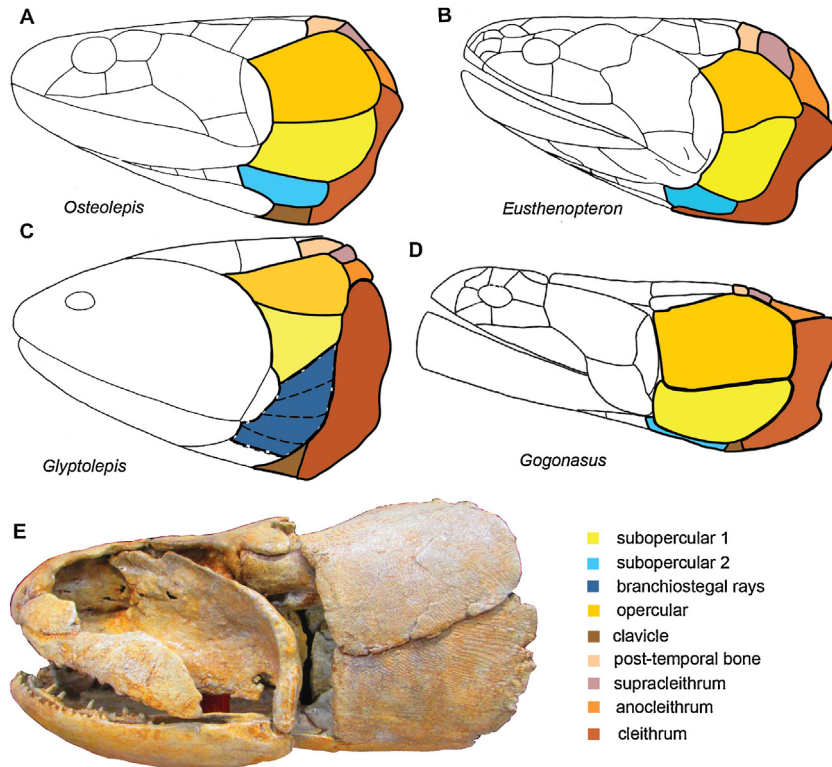 A
B
Osteolepis
Eusthenopteron
C
D
Glyptolepis
Gogonasus
E
subopercular 1
subopercular 2
branchiostegal rays
opercular
clavicle
post-temporal bone
supracleithrum
anocleithrum
cleithrum